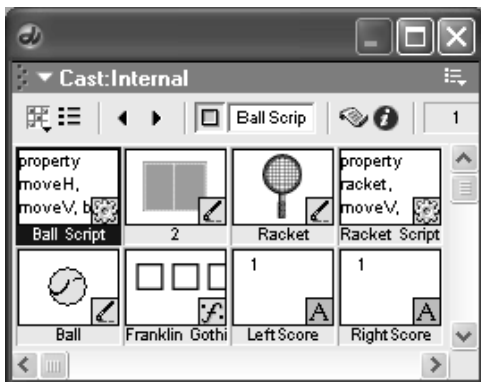 Cast:Internal
Ball Scrip 1
property
moveH,
moveV, b
Ball Script
2
Racket
property
racket,
moveV,
Racket Script
Ball
Franklin Gothi
1
A
LeftScore
1
A
RightScore